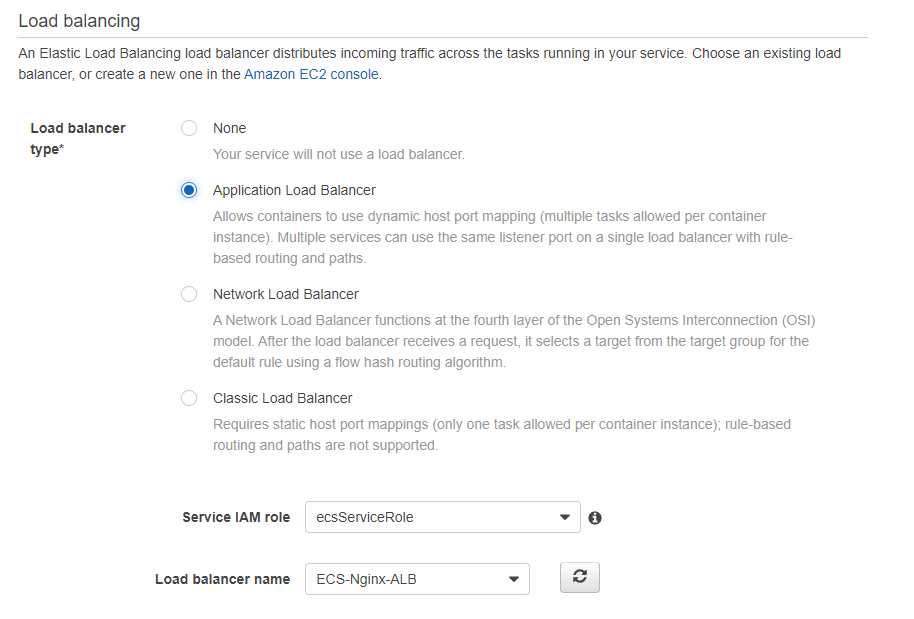 Load balancing
An Elastic Load Balancing load balancer distributes incoming traffic across the tasks running in your service. Choose an existing load
balancer, or create a new one in the Amazon EC2 console.
Load balancer
type*
None
Your service will not use a load balancer.
Application Load Balancer
Allows containers to use dynamic host port mapping (multiple tasks allowed per container
instance). Multiple services can use the same listener port on a single load balancer with rule-
based routing and paths.
Network Load Balancer
A Network Load Balancer functions at the fourth layer of the Open Systems Interconnection (OSI)
model. After the load balancer receives a request, it selects a target from the target group for the
default rule using a flow hash routing algorithm.
Classic Load Balancer
Requires static host port mappings (only one task allowed per container instance); rule-based
routing and paths are not supported.
Service IAM role ecsServiceRole
Load balancer name ECS-Nginx-ALB